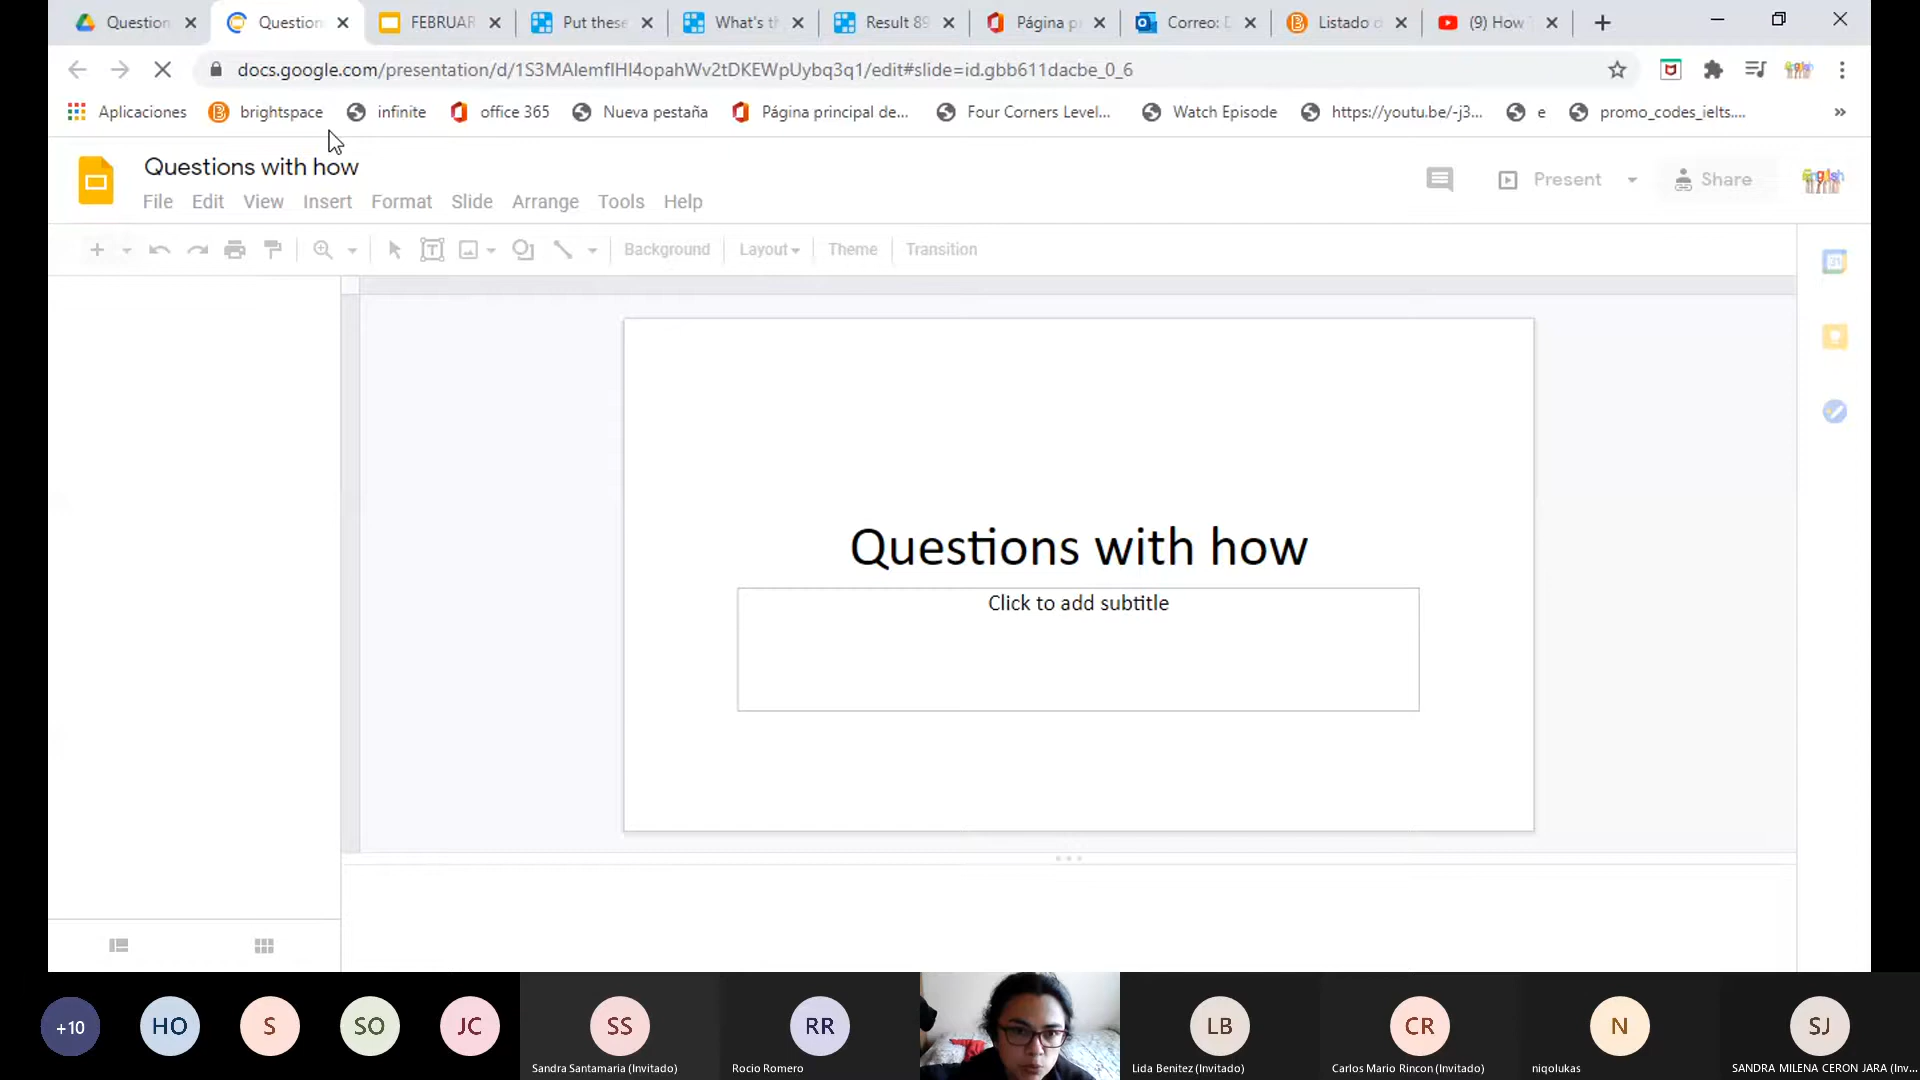 Question
Question
FEBRUAR
Put these
What's th
Result 89
Página p
Correo: D
Listado d
(9) How
docs.google.com/presentation/d/1S3MAlemfIHI4opahWv2tDKEWpUybq3q1/edit#slide=id.gbb611dacbe_0_6
Aplicaciones
brightspace
infinite
office 365
Nueva pestaña
Página principal de...
Four Corners Level...
Watch Episode
https://youtu.be/-j3...
e
promo_codes_ielts....
»
Questions with how
File Edit View Insert Format Slide Arrange Tools Help
Present
Share
English
Background
Layout
Theme
Transition
31
Questions with how
Click to add subtitle
+10
HO
S
SO
JC
SS
RR
LB
CR
N
SJ
Sandra Santamaria (Invitado)
Rocio Romero
Lida Benitez (Invitado)
Carlos Mario Rincon (Invitado)
niqolukas
SANDRA MILENA CERON JARA (Inv...